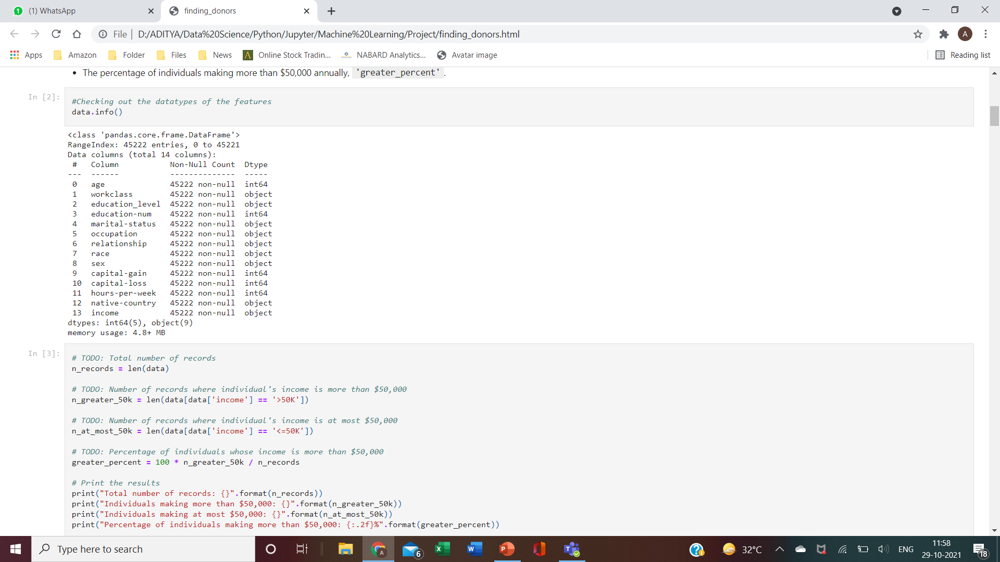 1 (1) WhatsApp
finding_donors
File D:/ADITYA/Data%20Science/Python/Jupyter/Machine%20Learning/Project/finding_donors.html
A
Apps Amazon Folder Files News A Online Stock Tradin... NABARD Analytics... Avatar image Reading list
• The percentage of individuals making more than $50,000 annually, 'greater_percent' .
In [2]:
#Checking out the datatypes of the features
data.info()
<class 'pandas.core.frame.DataFrame'>
RangeIndex: 45222 entries, 0 to 45221
Data columns (total 14 columns):
 #   Column           Non-Null Count  Dtype
---  ------           --------------  -----
 0   age              45222 non-null  int64
 1   workclass        45222 non-null  object
 2   education_level  45222 non-null  object
 3   education-num    45222 non-null  int64
 4   marital-status   45222 non-null  object
 5   occupation       45222 non-null  object
 6   relationship     45222 non-null  object
 7   race             45222 non-null  object
 8   sex              45222 non-null  object
 9   capital-gain     45222 non-null  int64
 10  capital-loss     45222 non-null  int64
 11  hours-per-week   45222 non-null  int64
 12  native-country   45222 non-null  object
 13  income           45222 non-null  object
dtypes: int64(5), object(9)
memory usage: 4.8+ MB
In [3]:
# TODO: Total number of records
n_records = len(data)
# TODO: Number of records where individual's income is more than $50,000
n_greater_50k = len(data[data['income'] == '>50K'])
# TODO: Number of records where individual's income is at most $50,000
n_at_most_50k = len(data[data['income'] == '<=50K'])
# TODO: Percentage of individuals whose income is more than $50,000
greater_percent = 100 * n_greater_50k / n_records
# Print the results
print("Total number of records: {}".format(n_records))
print("Individuals making more than $50,000: {}".format(n_greater_50k))
print("Individuals making at most $50,000: {}".format(n_at_most_50k))
print("Percentage of individuals making more than $50,000: {:.2f}%".format(greater_percent))
Type here to search
A 6 X W P T
32°C ENG
11:58
29-10-2021
18